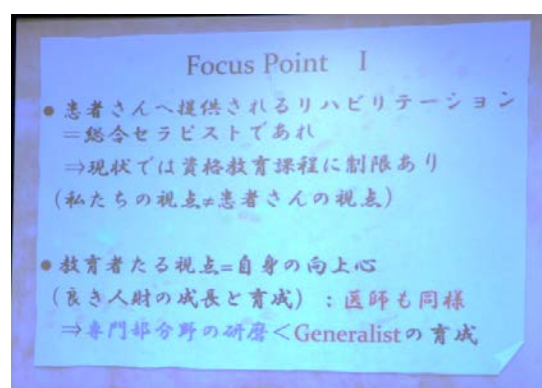 Focus Point I
● 患者さんへ提供されるリハビリテーション
＝総合セラピストであれ
⇒現状では資格教育課程に制限あり
(私たちの視点≠患者さんの視点)
● 教育者たる視点=自身の向上心
(良き人財の成長と育成)：医師も同様
⇒専門部分野の研磨＜Generalistの育成